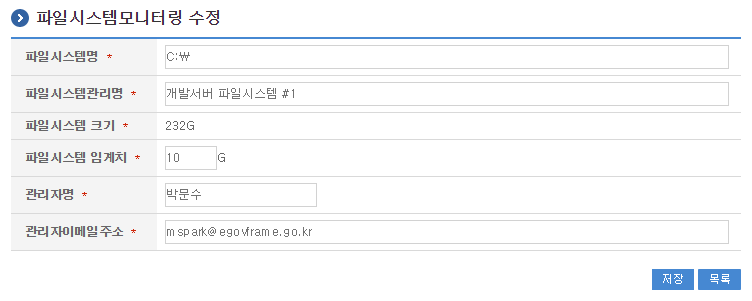 파일시스템모니터링 수정
파일시스템명 * C:\
파일시스템관리명 * 개발서버 파일시스템 #1
파일시스템 크기 * 232G
파일시스템 임계치 * 10 G
관리자명 * 박문수
관리자이메일주소 * mspark@egovframe.go.kr
저장 목록